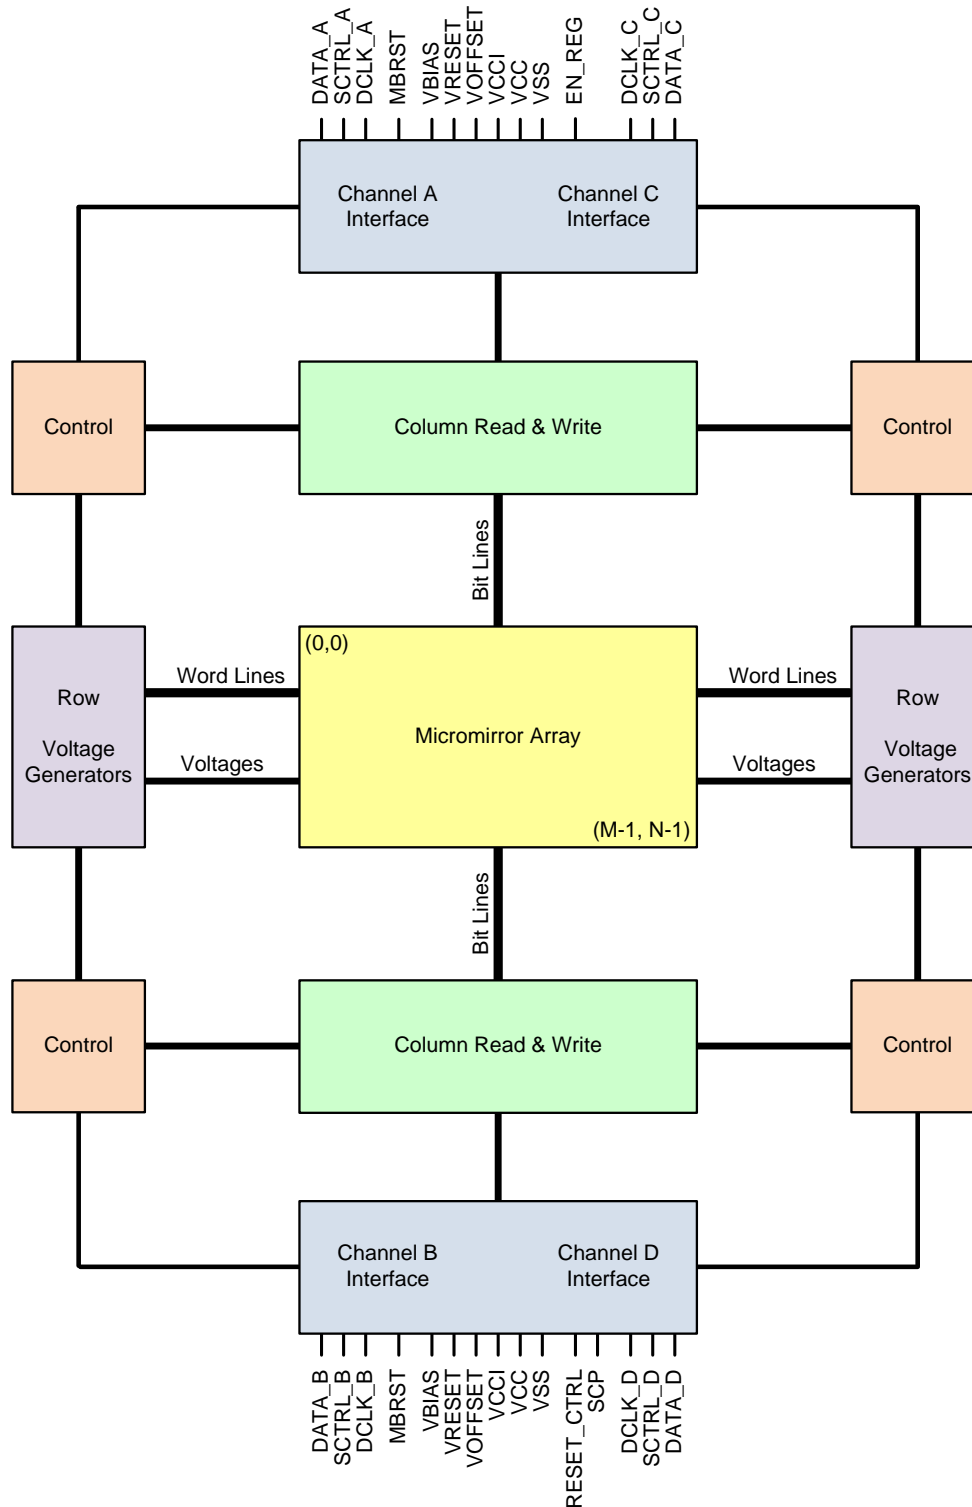 DATA_A
SCTRL_A
DCLK_A
MBRST
VBIAS
VRESET
VOFFSET
VCCI
VCC
VSS
EN_REG
DCLK_C
SCTRL_C
DATA_C
Channel A
Interface
Channel C
Interface
Control
Column Read & Write
Control
Bit Lines
(0,0)
Word Lines
Word Lines
Row
Row
Micromirror Array
Voltage
Generators
Voltage
Generators
Voltages
Voltages
(M-1, N-1)
Bit Lines
Control
Column Read & Write
Control
Channel B
Interface
Channel D
Interface
DATA_B
SCTRL_B
DCLK_B
MBRST
VBIAS
VRESET
VOFFSET
VCCI
VCC
VSS
RESET_CTRL
SCP
DCLK_D
SCTRL_D
DATA_D